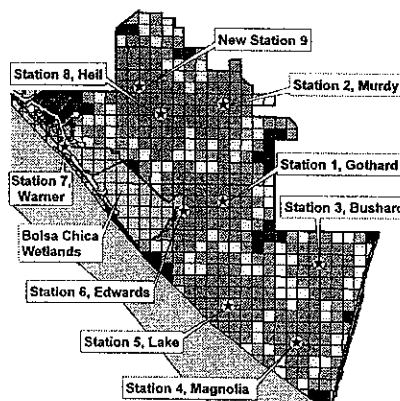 New Station 9
Station 8, Heil
Station 2, Murdy
Station 1, Gothard
Station 7,
Warner
Station 3, Bushard
Bolsa Chica
Wetlands
Station 6, Edwards
Station 5, Lake
Station 4, Magnolia